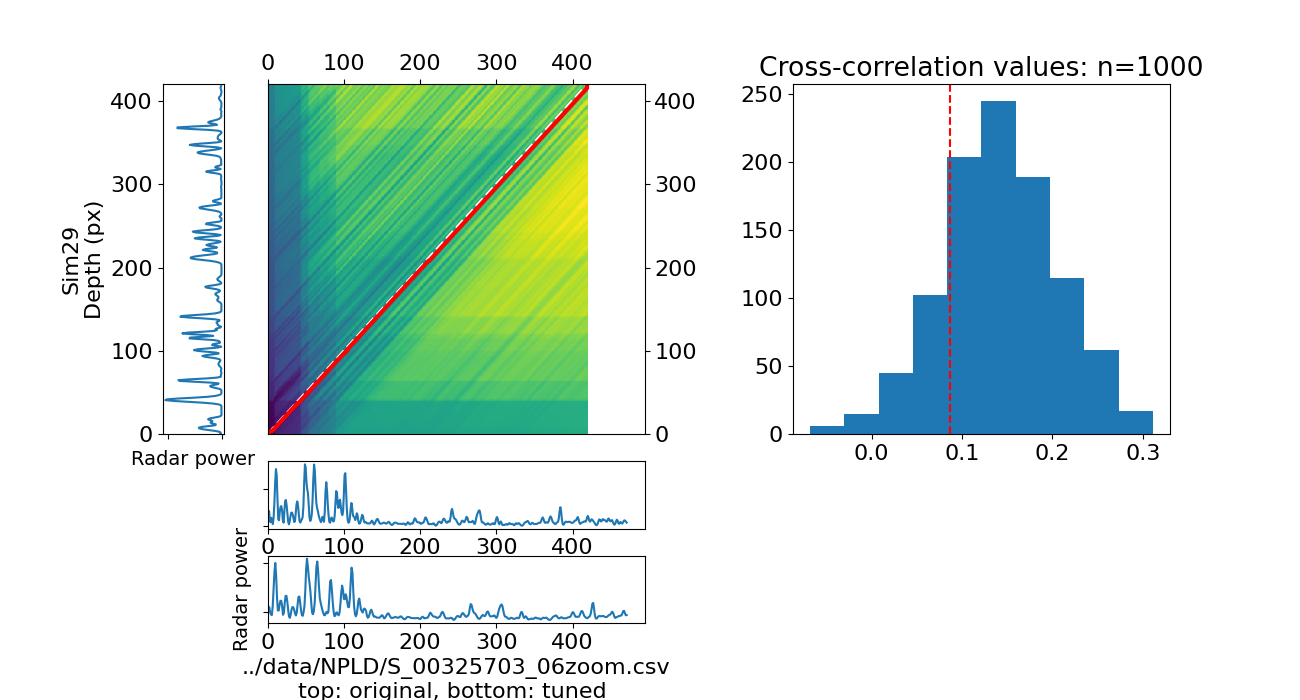 Cross-correlation values: n=1000
0 100 200 300 400
400
300
200
100
0
Sim29
Depth (px)
Radar power
400
300
200
100
0
250
200
150
100
50
0
0.0 0.1 0.2 0.3
0 100 200 300 400
Radar power
0 100 200 300 400
../data/NPLD/S_00325703_06zoom.csv
top: original, bottom: tuned